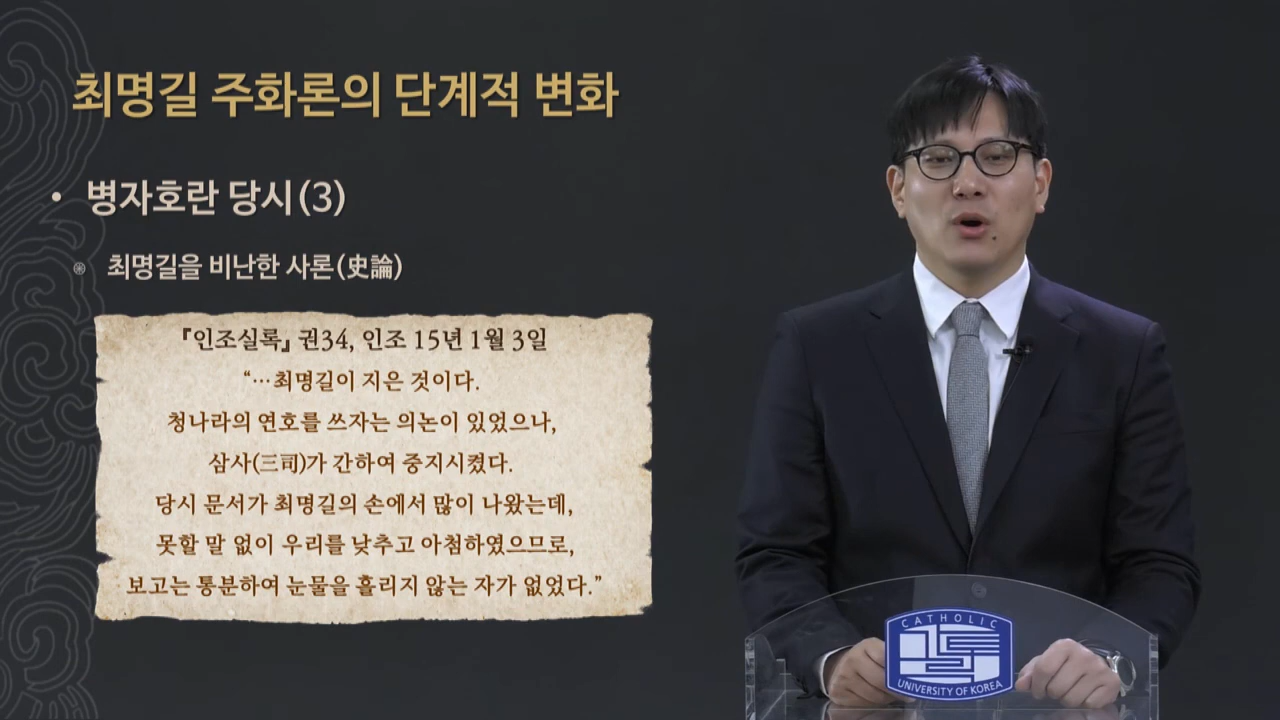 최명길 주화론의 단계적 변화
• 병자호란 당시(3)
최명길을 비난한 사론(史論)
『인조실록』 권34, 인조 15년 1월 3일
“…최명길이 지은 것이다.
청나라의 연호를 쓰자는 의논이 있었으나,
삼사(三司)가 간하여 중지시켰다.
당시 문서가 최명길의 손에서 많이 나왔는데,
못할 말 없이 우리를 낮추고 아첨하였으므로,
보고는 통분하여 눈물을 흘리지 않는 자가 없었다.”
CATHOLIC
가톨릭
UNIVERSITY OF KOREA